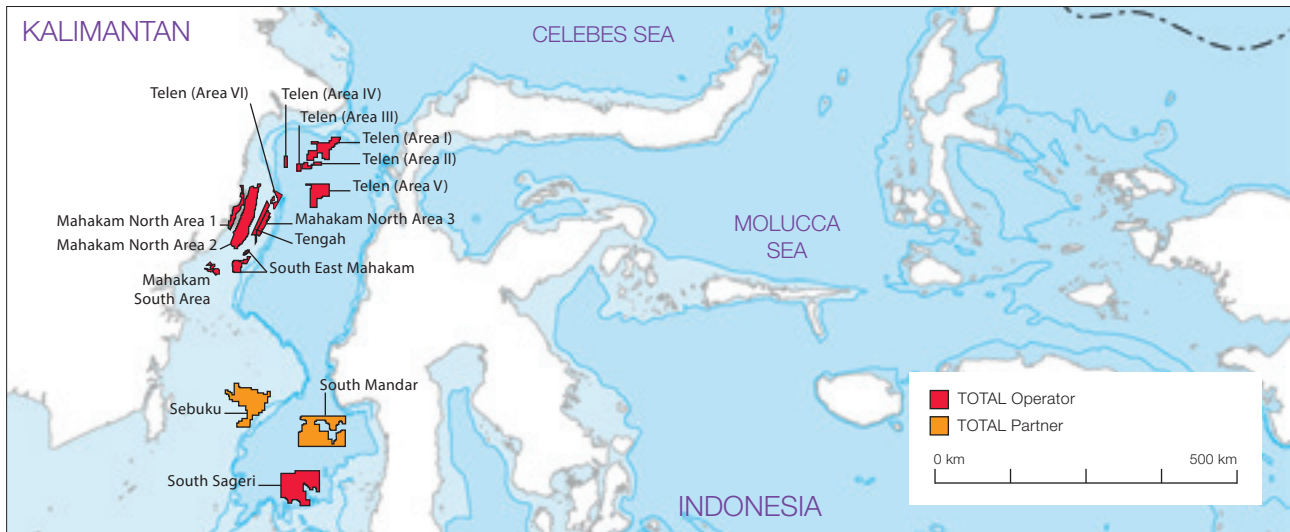 KALIMANTAN
CELEBES SEA
Telen (Area VI)
Telen (Area IV)
Telen (Area III)
Telen (Area I)
Telen (Area II)
Telen (Area V)
Mahakam North Area 1
Mahakam North Area 3
Mahakam North Area 2
Tengah
South East Mahakam
Mahakam
South Area
MOLUCCA
SEA
South Mandar
Sebuku
South Sageri
INDONESIA
TOTAL Operator
TOTAL Partner
0 km
500 km